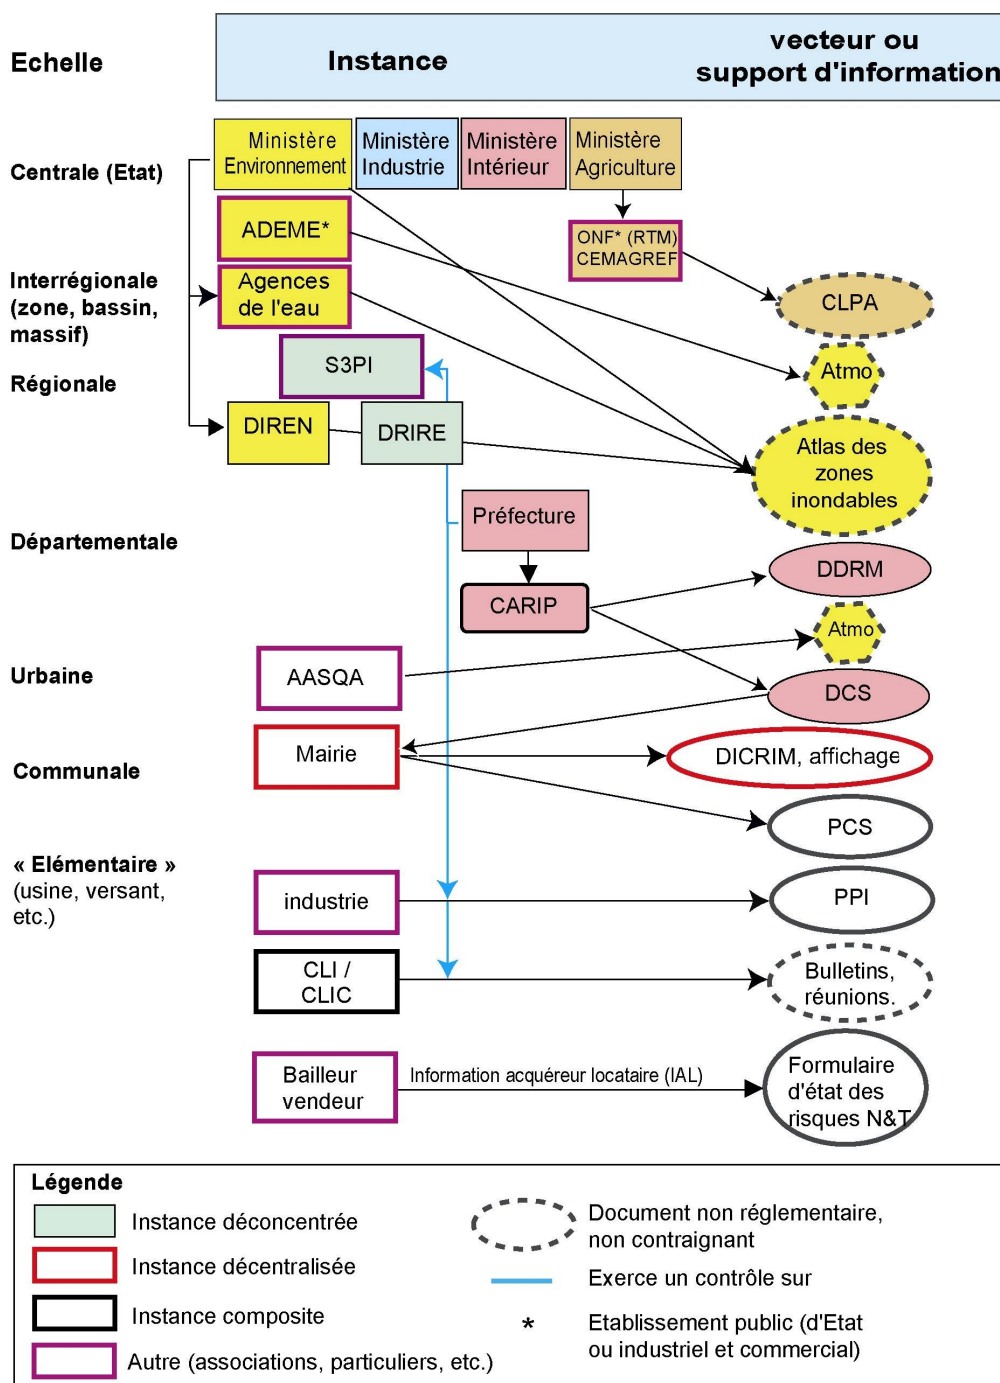 Echelle
Instance
vecteur ou
support d'information
Centrale (Etat)
Ministère
Environnement
Ministère
Industrie
Ministère
Intérieur
Ministère
Agriculture
ADEME*
ONF* (RTM)
CEMAGREF
Interrégionale
(zone, bassin,
massif)
Agences
de l'eau
CLPA
Régionale
S3PI
Atmo
DIREN
DRIRE
Atlas des
zones
inondables
Départementale
Préfecture
CARIP
DDRM
Atmo
Urbaine
AASQA
DCS
Communale
Mairie
DICRIM, affichage
PCS
« Elémentaire »
(usine, versant,
etc.)
industrie
PPI
CLI /
CLIC
Bulletins,
réunions.
Bailleur
vendeur
Information acquéreur locataire (IAL)
Formulaire
d'état des
risques N&T
Légende
Instance déconcentrée
Instance décentralisée
Instance composite
Autre (associations, particuliers, etc.)
Document non réglementaire,
non contraignant
Exerce un contrôle sur
* Etablissement public (d'Etat
ou industriel et commercial)